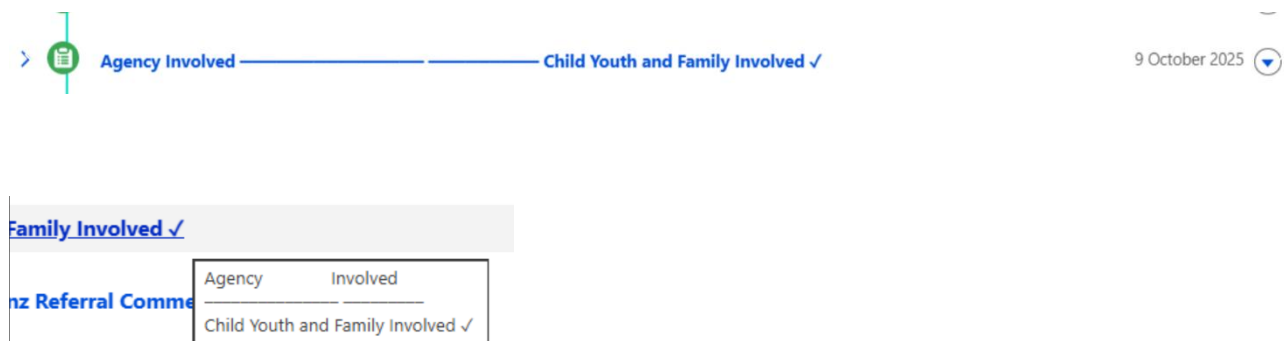 Agency Involved —————————— —————— Child Youth and Family Involved ✓ 9 October 2025
Family Involved ✓
nz Referral Comme
Agency Involved
——————————————— —————————
Child Youth and Family Involved ✓